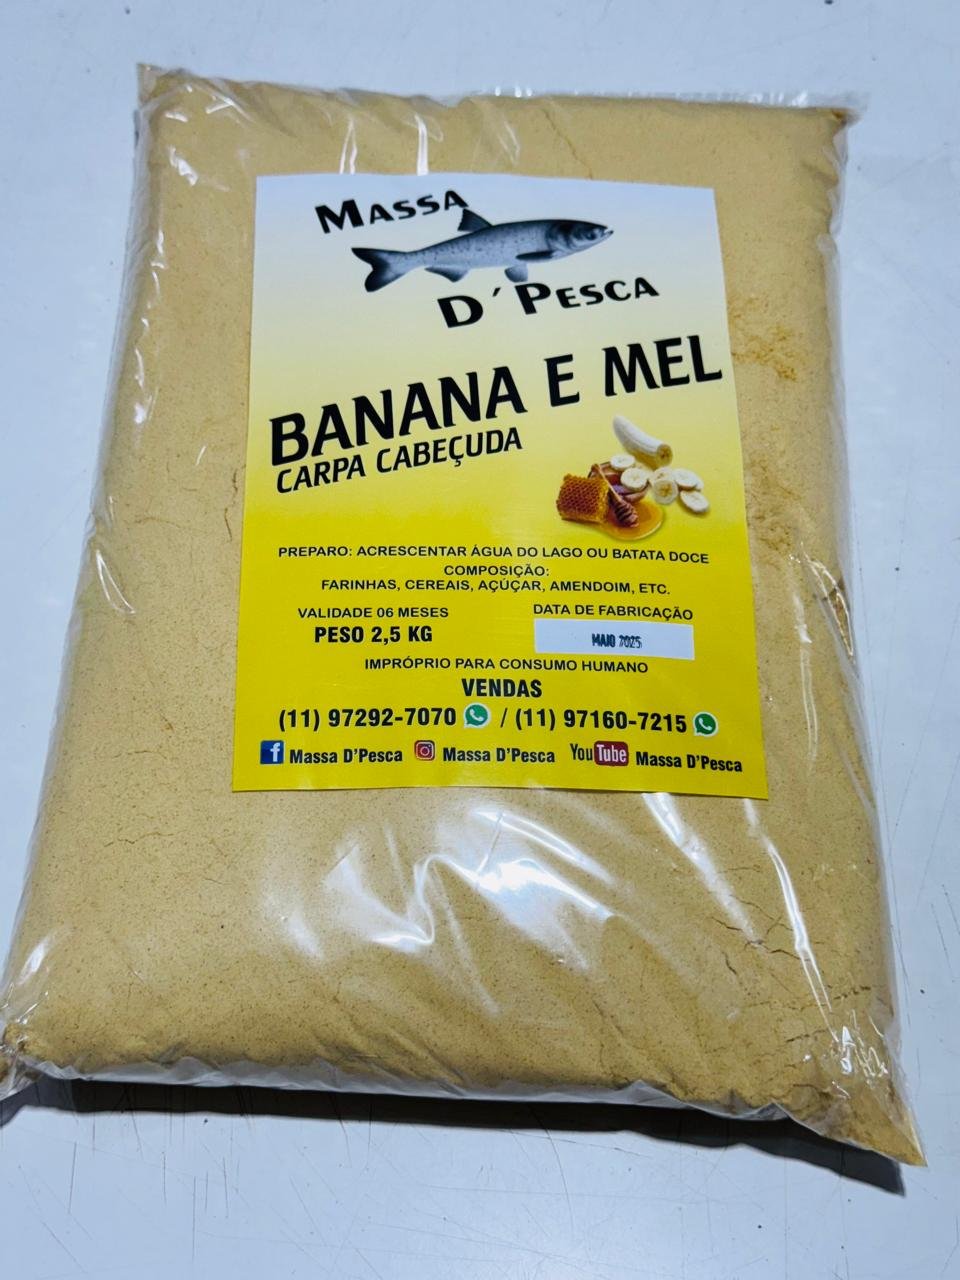 MASSA
D´PESCA
BANANA E MEL
CARPA CABEÇUDA
PREPARO: ACRESCENTAR ÁGUA DO LAGO OU BATATA DOCE
COMPOSIÇÃO:
FARINHAS, CEREAIS, AÇÚÇAR, AMENDOIM, ETC.
VALIDADE 06 MESES
PESO 2,5 KG
DATA DE FABRICAÇÃO
MAIO 2025
IMPRÓPRIO PARA CONSUMO HUMANO
VENDAS
(11) 97292-7070 / (11) 97160-7215
f Massa D’Pesca Massa D’Pesca YouTube Massa D’Pesca